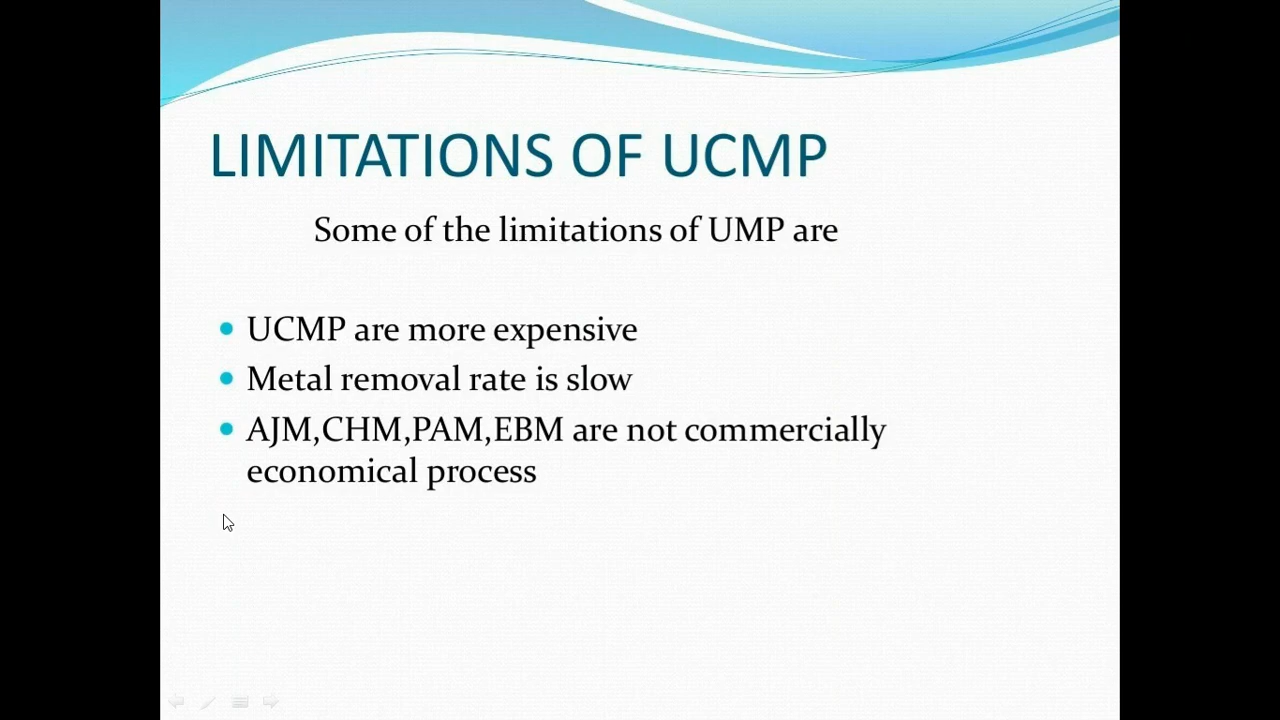 LIMITATIONS OF UCMP
Some of the limitations of UMP are
UCMP are more expensive
Metal removal rate is slow
AJM,CHM,PAM,EBM are not commercially
economical process